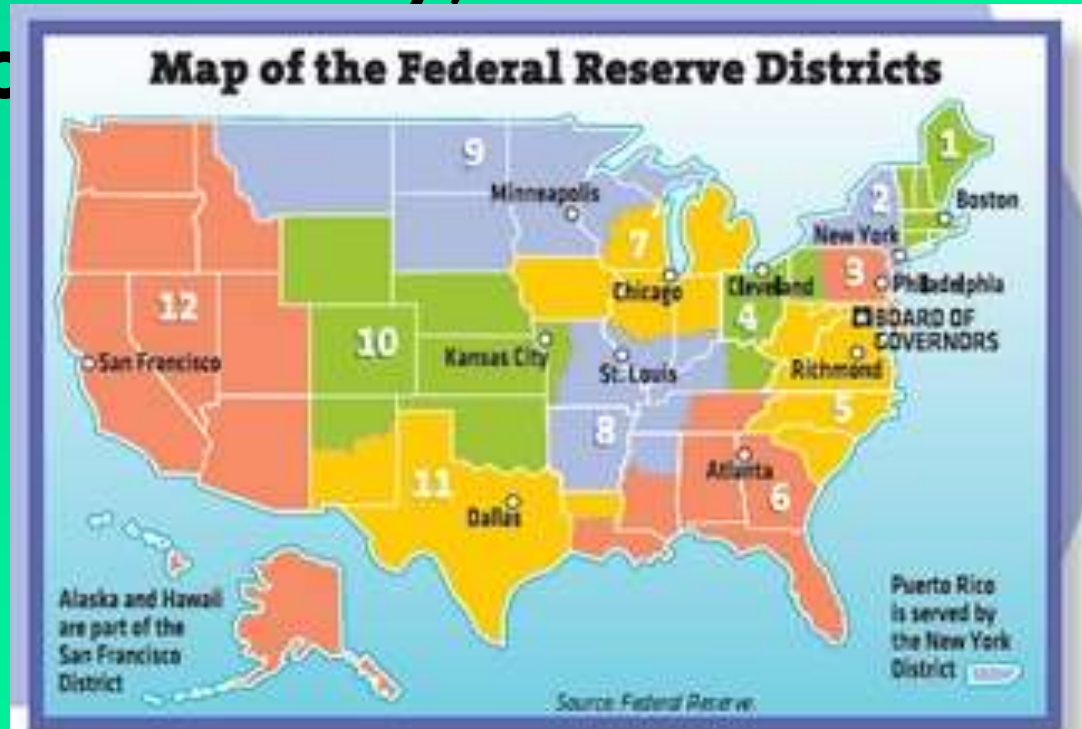 Map of the Federal Reserve Districts
1
9
Minneapolis
2
Boston
New York
7
3
Philadelphia
Chicago
Cleveland
4
BOARD OF
GOVERNORS
12
10
Kansas City
San Francisco
St. Louis
Richmond
5
8
Atlanta
6
11
Dallas
Alaska and Hawaii
are part of the
San Francisco
District
Puerto Rico
is served by
the New York
District
Source: Federal Reserve